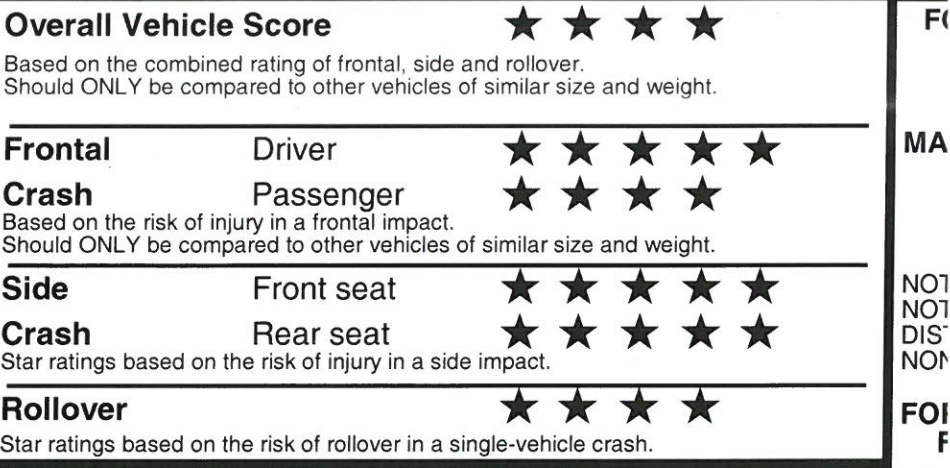 Overall Vehicle Score ★ ★ ★ ★
Based on the combined rating of frontal, side and rollover.
Should ONLY be compared to other vehicles of similar size and weight.
Frontal Driver ★ ★ ★ ★ ★
Crash Passenger ★ ★ ★ ★
Based on the risk of injury in a frontal impact.
Should ONLY be compared to other vehicles of similar size and weight.
Side Front seat ★ ★ ★ ★ ★
Crash Rear seat ★ ★ ★ ★ ★
Star ratings based on the risk of injury in a side impact.
Rollover ★ ★ ★ ★
Star ratings based on the risk of rollover in a single-vehicle crash.